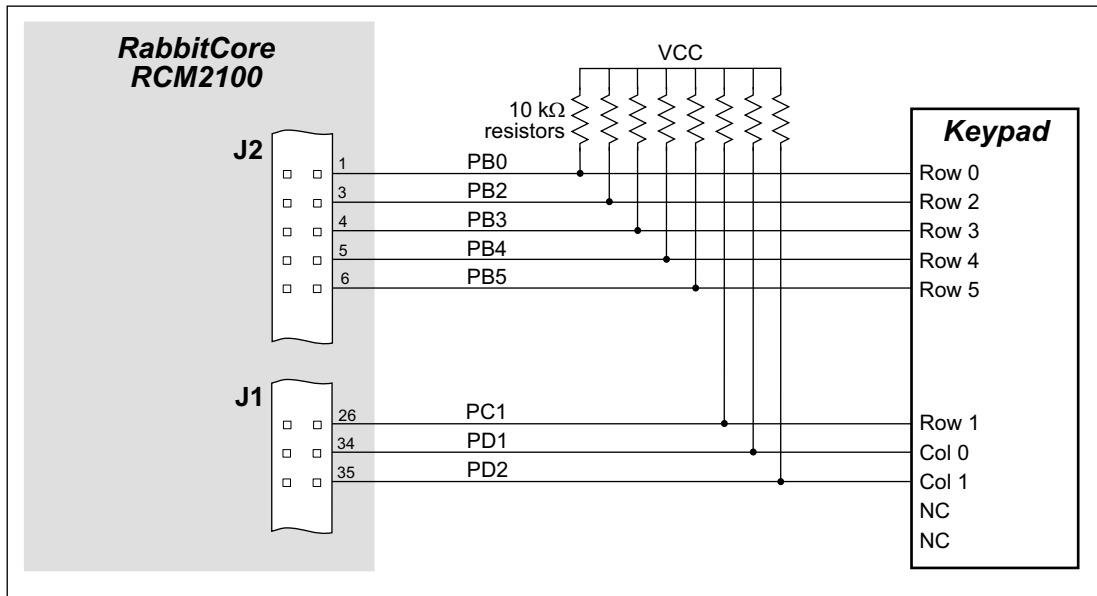 RabbitCore
RCM2100
VCC
10 kΩ
resistors
Keypad
J2
1
PB0
Row 0
3
PB2
Row 2
4
PB3
Row 3
5
PB4
Row 4
6
PB5
Row 5
J1
26
PC1
Row 1
34
PD1
Col 0
35
PD2
Col 1
NC
NC